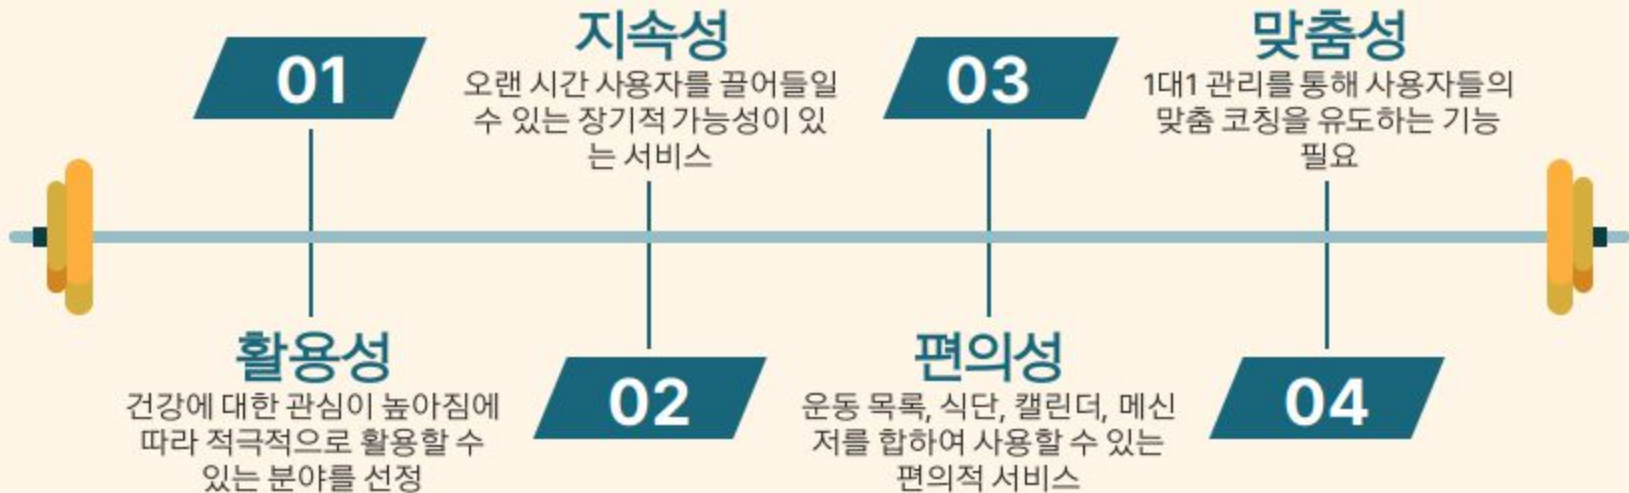 01
활용성
건강에 대한 관심이 높아짐에
따라 적극적으로 활용할 수
있는 분야를 선정
지속성
오랜 시간 사용자를 끌어들일
수 있는 장기적 가능성이 있
는 서비스
02
03
편의성
운동 목록, 식단, 캘린더, 메신
저를 합하여 사용할 수 있는
편의적 서비스
맞춤성
1대1 관리를 통해 사용자들의
맞춤 코칭을 유도하는 기능
필요
04